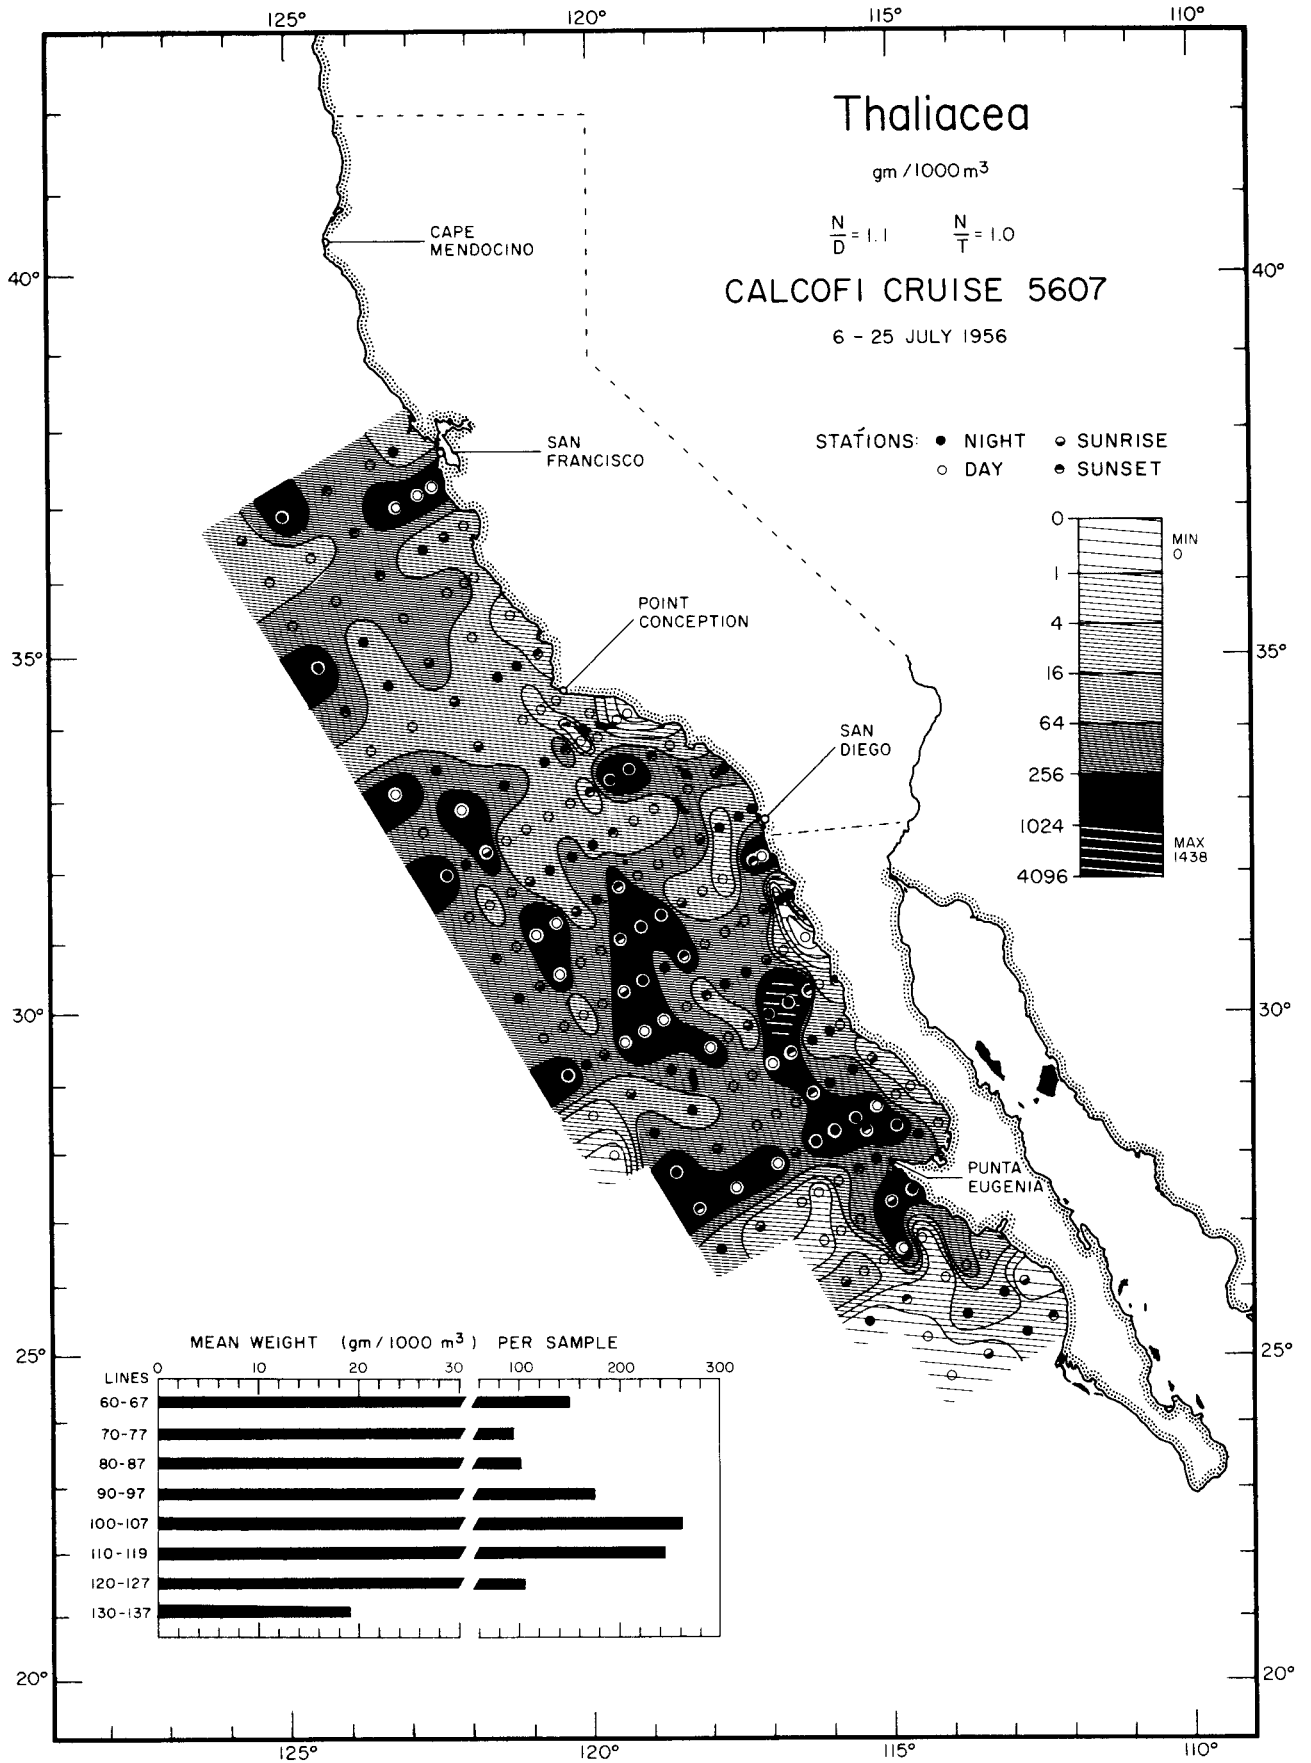 125° 120° 115° 110°
Thaliacea
gm/1000m³
N/D = 1.1 N/T = 1.0
CALCOFI CRUISE 5607
6 - 25 JULY 1956
CAPE
MENDOCINO
40° 40°
STATIONS: NIGHT SUNRISE
DAY SUNSET
SAN
FRANCISCO
0
1
4
16
64
256
1024
4096
MIN
0
MAX
1438
POINT
CONCEPTION
35° 35°
SAN
DIEGO
30° 30°
PUNTA
EUGENIA
25° 25°
MEAN WEIGHT (gm/1000 m³) PER SAMPLE
LINES 0 10 20 30 100 200 300
60-67
70-77
80-87
90-97
100-107
110-119
120-127
130-137
20° 20°
125° 120° 115° 110°